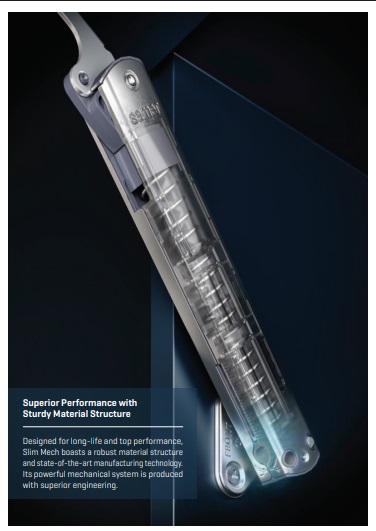 Superior Performance with
Sturdy Material Structure
Designed for long-life and top performance,
Slim Mech boasts a robust material structure
and state-of-the-art manufacturing technology.
Its powerful mechanical system is produced
with superior engineering.